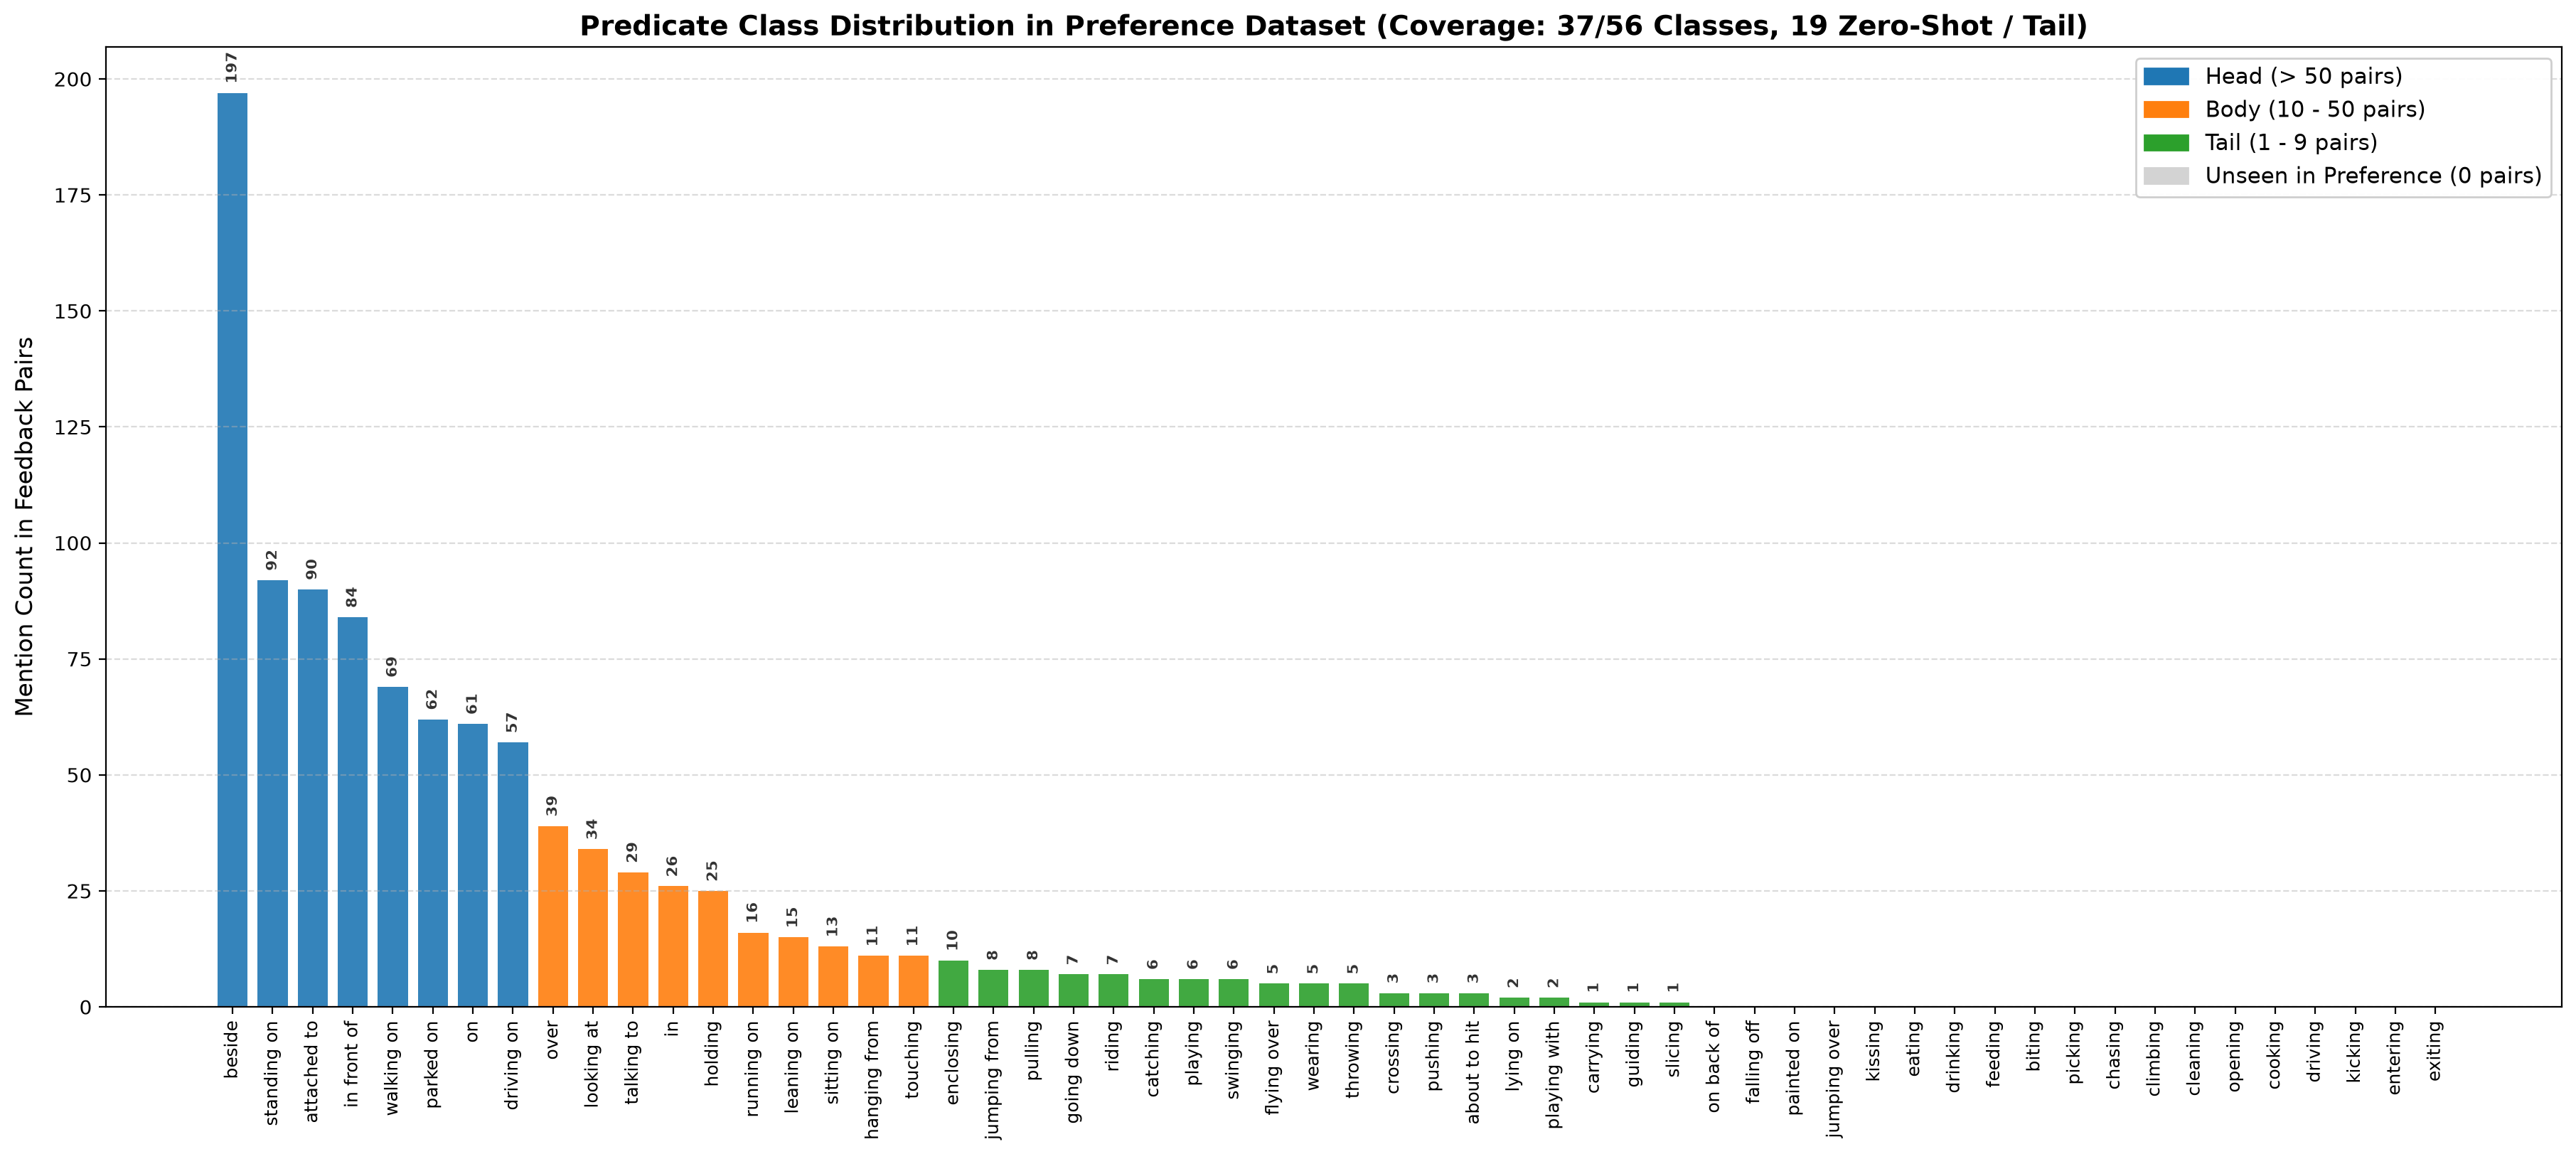 Predicate Class Distribution in Preference Dataset (Coverage: 37/56 Classes, 19 Zero-Shot / Tail)
Mention Count in Feedback Pairs
200
175
150
125
100
75
50
25
0
Head (> 50 pairs)
Body (10 - 50 pairs)
Tail (1 - 9 pairs)
Unseen in Preference (0 pairs)
197
92
90
84
69
62
61
57
39
34
29
26
25
16
15
13
11
11
10
8
8
7
7
6
6
6
5
5
5
3
3
3
2
2
1
1
1
beside
standing on
attached to
in front of
walking on
parked on
on
driving on
over
looking at
talking to
in
holding
running on
leaning on
sitting on
hanging from
touching
enclosing
jumping from
pulling
going down
riding
catching
playing
swinging
flying over
wearing
throwing
crossing
pushing
about to hit
lying on
playing with
carrying
guiding
slicing
on back of
falling off
painted on
jumping over
kissing
eating
drinking
feeding
biting
picking
chasing
climbing
cleaning
opening
cooking
driving
kicking
entering
exiting